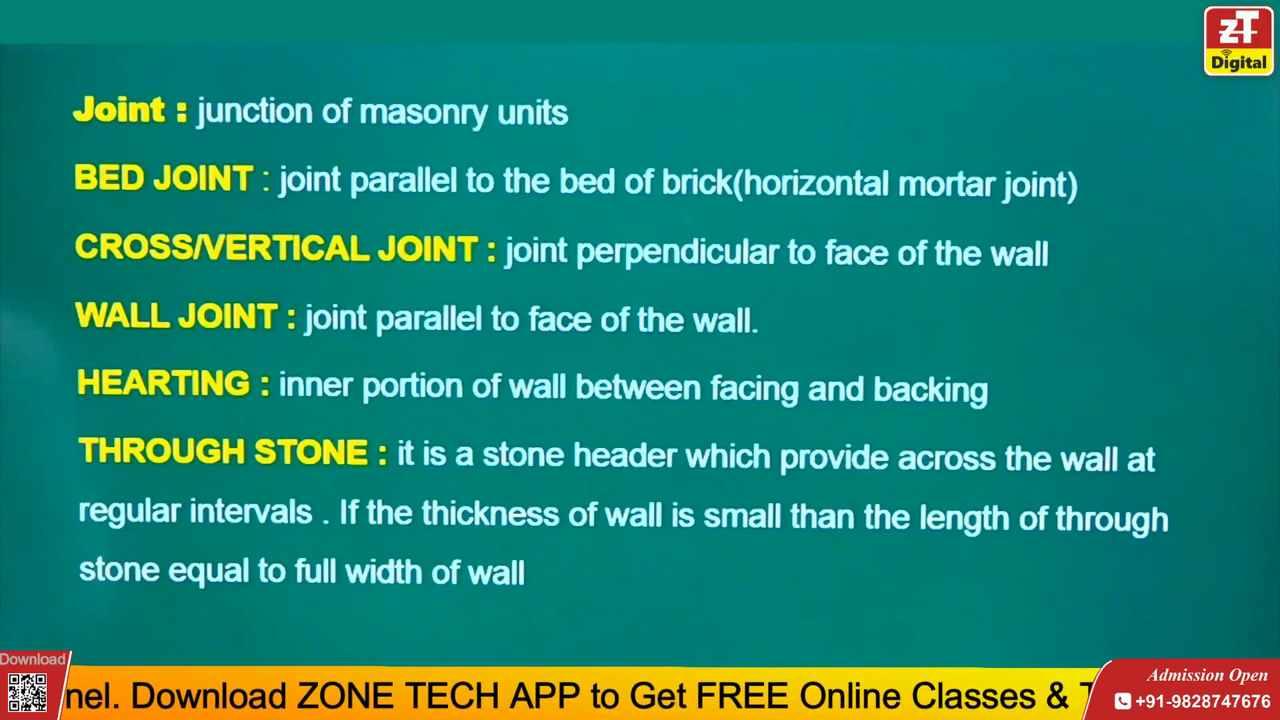 zT
Digital
Joint : junction of masonry units
BED JOINT : joint parallel to the bed of brick(horizontal mortar joint)
CROSS/VERTICAL JOINT : joint perpendicular to face of the wall
WALL JOINT : joint parallel to face of the wall.
HEARTING : inner portion of wall between facing and backing
THROUGH STONE : it is a stone header which provide across the wall at
regular intervals . If the thickness of wall is small than the length of through
stone equal to full width of wall
Download
nel. Download ZONE TECH APP to Get FREE Online Classes & T
Admission Open
+91-9828747676